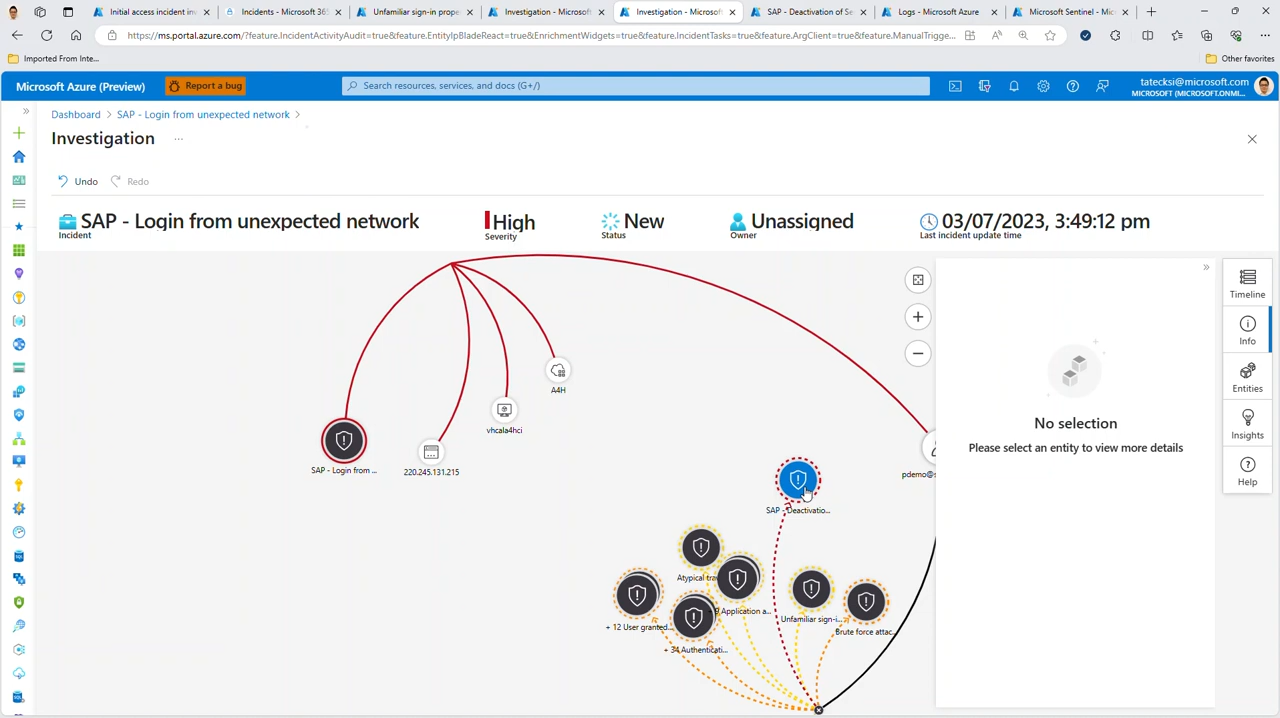 Initial access incident inv
Incidents - Microsoft 365
Unfamiliar sign-in proper
Investigation - Microsoft
Investigation - Microsoft
SAP - Deactivation of Se
Logs - Microsoft Azure
Microsoft Sentinel - Micr
https://ms.portal.azure.com/?feature.IncidentActivityAudit=true&feature.EntityIpBladeReact=true&EnrichmentWidgets=true&feature.IncidentTasks=true&feature.ArgClient=true&feature.ManualTrigge...
Imported From Inte...
Other favorites
Microsoft Azure (Preview)
Report a bug
Search resources, services, and docs (G+/)
tatecksi@microsoft.com
MICROSOFT (MICROSOFT.ONMI...
Dashboard > SAP - Login from unexpected network >
Investigation ...
Undo
Redo
SAP - Login from unexpected network
Incident
High
Severity
New
Status
Unassigned
Owner
03/07/2023, 3:49:12 pm
Last incident update time
Timeline
Info
Entities
Insights
Help
A4H
vhcala4hci
SAP - Login from ...
220.245.131.215
pdemo@s
SAP - Deactivatio...
Atypical tra
+ 12 User granted...
9 Application a...
Unfamiliar sign-i...
Brute force attac...
+ 34 Authenticati...
No selection
Please select an entity to view more details